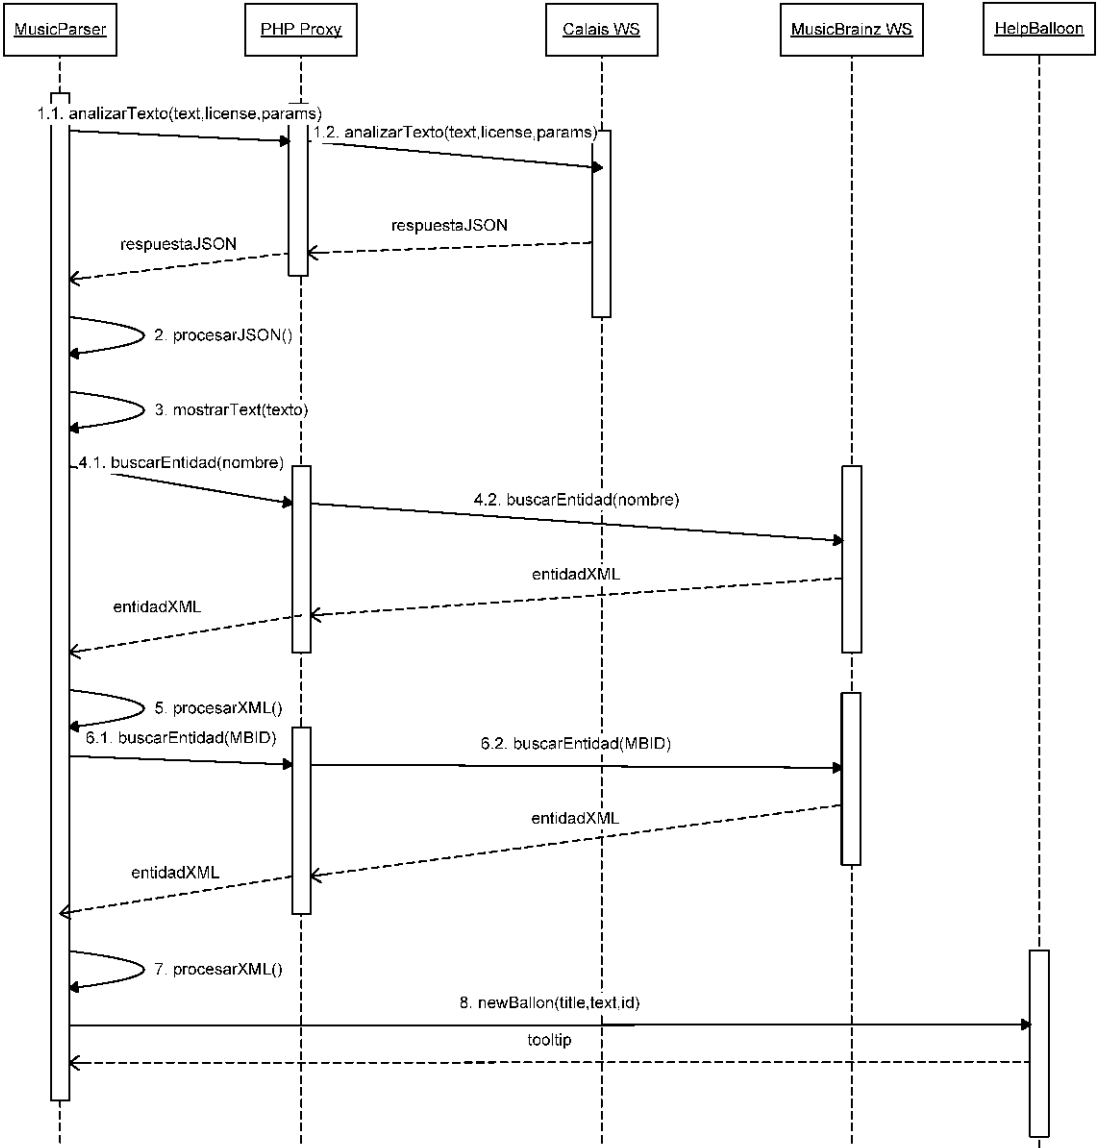 MusicParser
PHP Proxy
Calais WS
MusicBrainz WS
HelpBalloon
1.1. analizarTexto(text,license,params)
1.2. analizarTexto(text,license,params)
respuestaJSON
respuestaJSON
2. procesarJSON()
3. mostrarText(texto)
4.1. buscarEntidad(nombre)
4.2. buscarEntidad(nombre)
entidadXML
entidadXML
5. procesarXML()
6.1. buscarEntidad(MBID)
6.2. buscarEntidad(MBID)
entidadXML
entidadXML
7. procesarXML()
8. newBallon(title,text,id)
tooltip